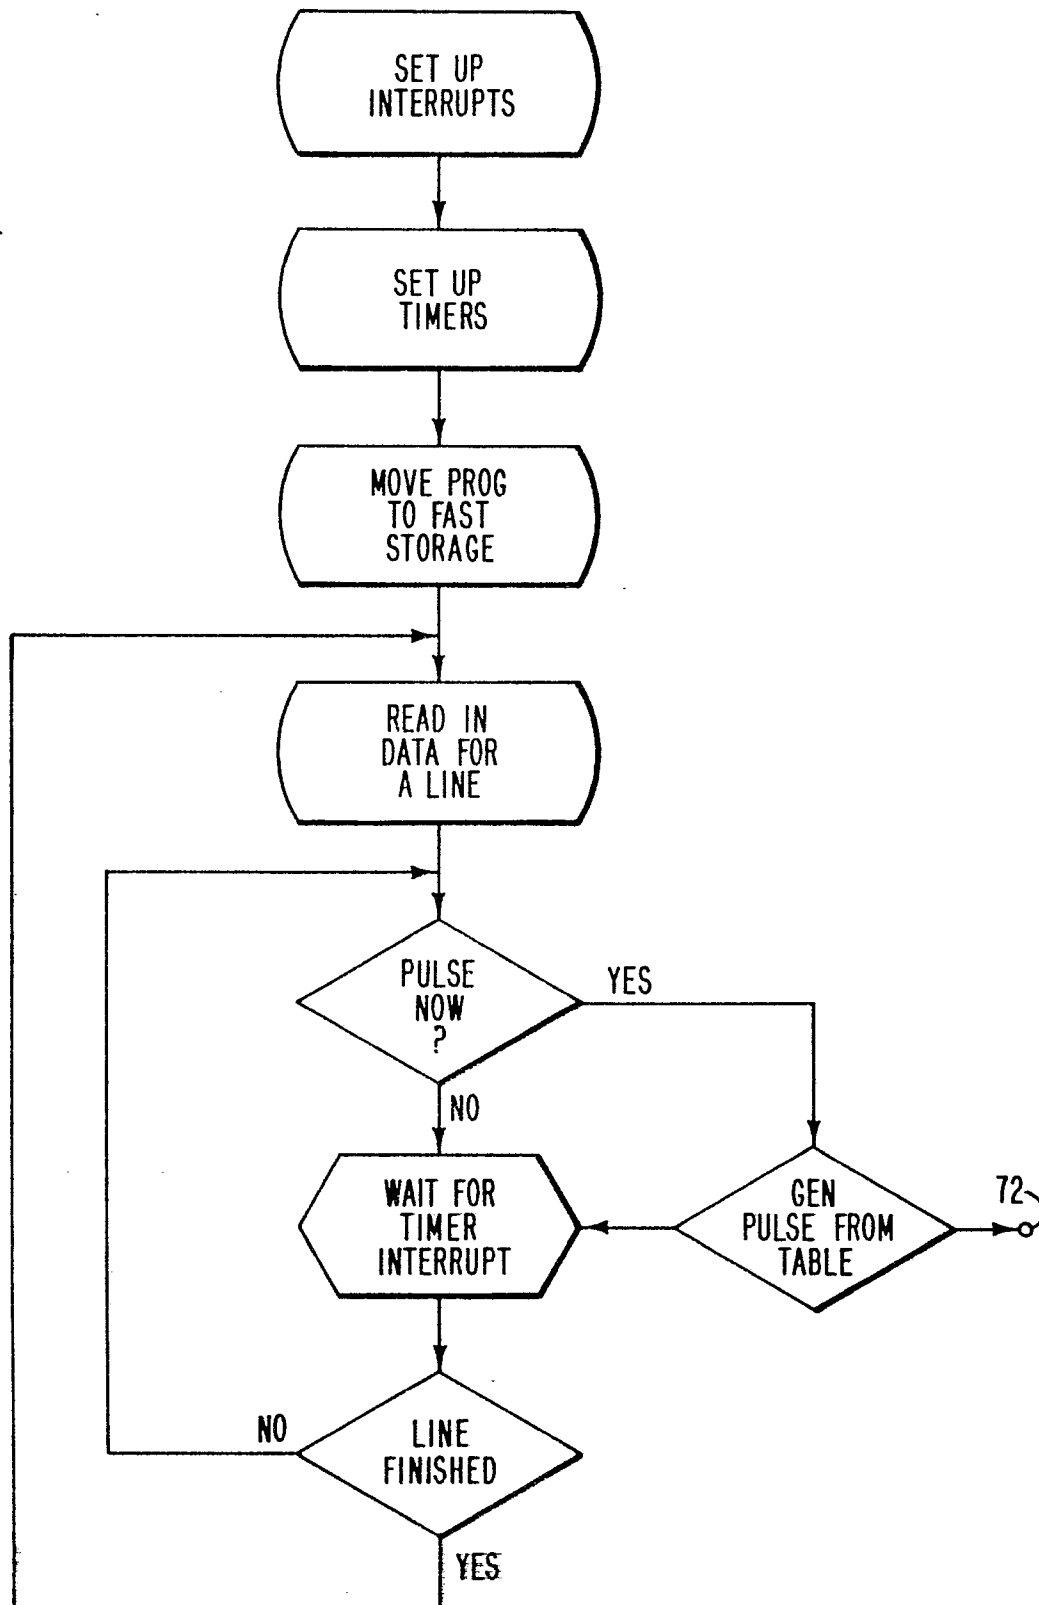 SET UP
INTERRUPTS
SET UP
TIMERS
MOVE PROG
TO FAST
STORAGE
READ IN
DATA FOR
A LINE
PULSE
NOW
?
YES
NO
WAIT FOR
TIMER
INTERRUPT
GEN
PULSE FROM
TABLE
72
NO
LINE
FINISHED
YES